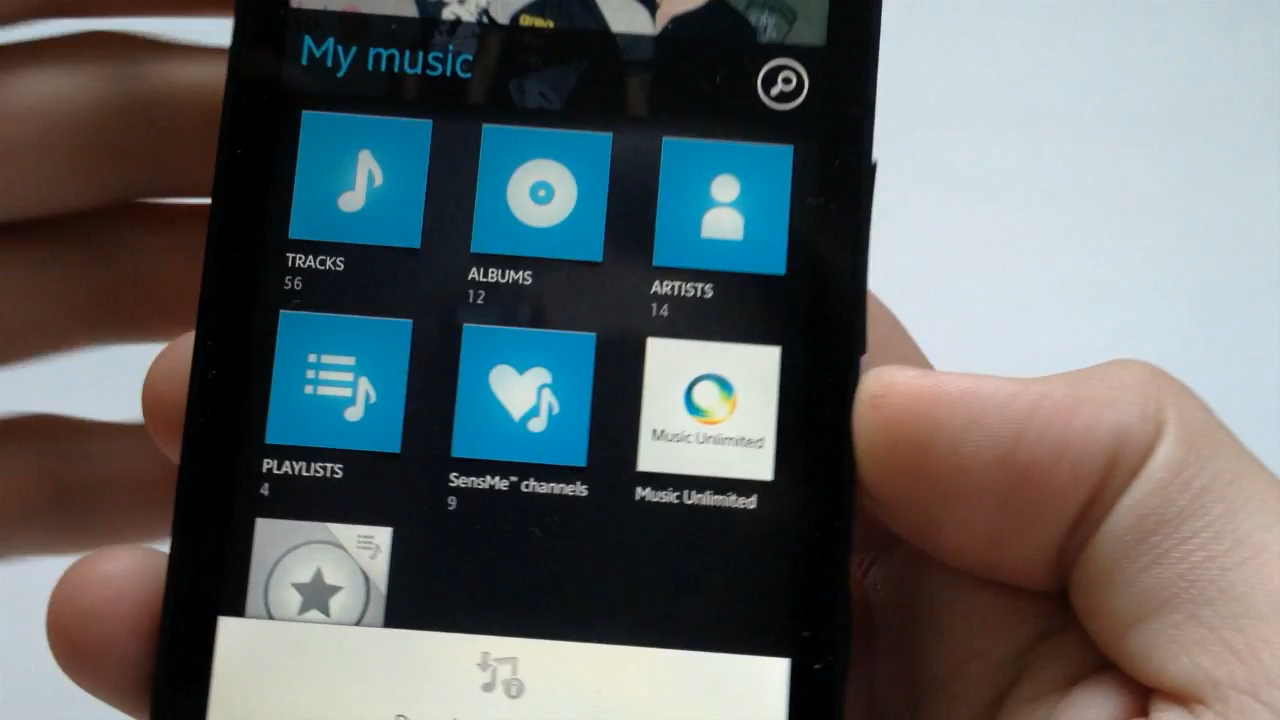 My music
TRACKS
56
ALBUMS
12
ARTISTS
14
PLAYLISTS
4
SensMe™ channels
9
Music Unlimited
Music Unlimited